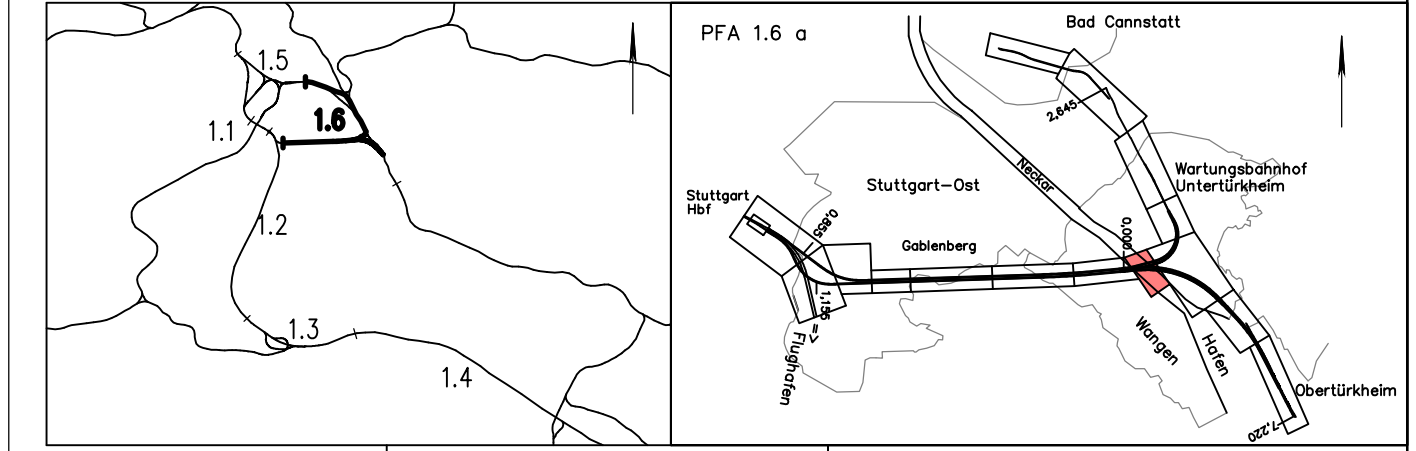 1.5
1.6
1.1
1.2
1.3
1.4
PFA 1.6 a
Bad Cannstatt
2,645
Neckar
Wartungsbahnhof
Untertürkheim
Stuttgart-Ost
Stuttgart
Hbf
0,855
0,000
Gablenberg
1,156
=>
Flughafen
Wangen
Hafen
Obertürkheim
-7,220